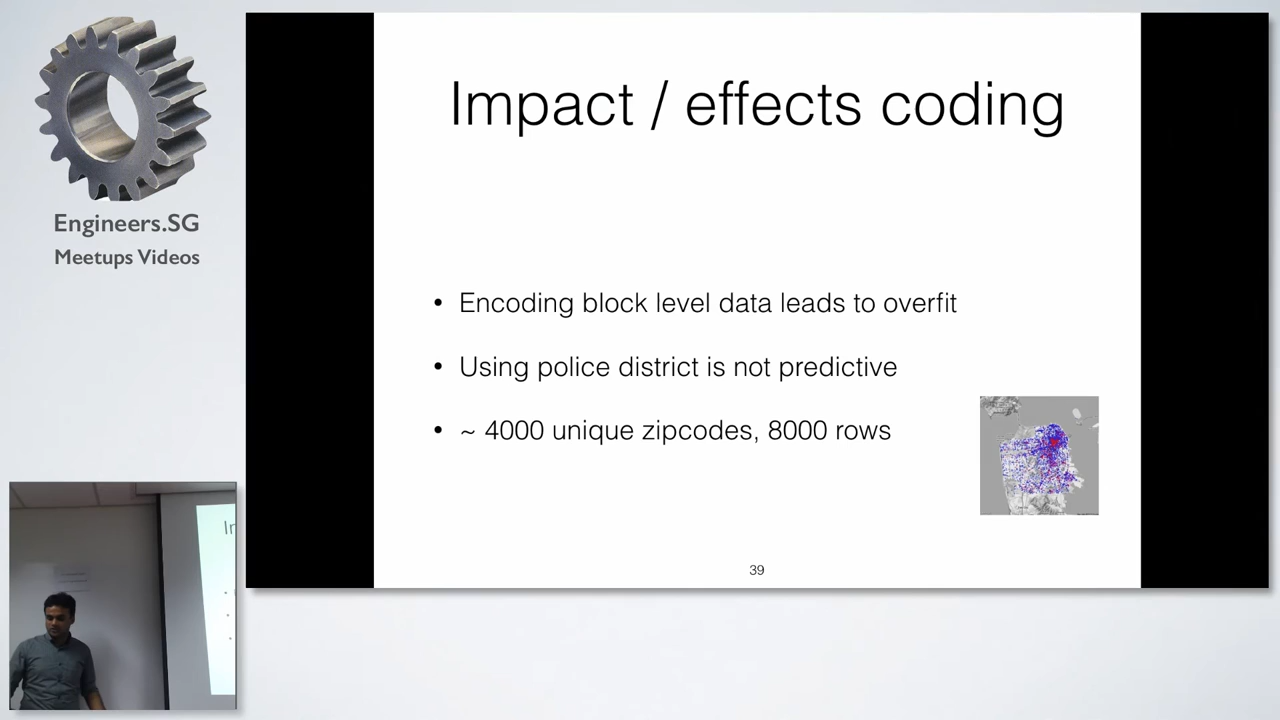 Engineers.SG
Meetups Videos
Impact / effects coding
• Encoding block level data leads to overfit
• Using police district is not predictive
• ~ 4000 unique zipcodes, 8000 rows
39